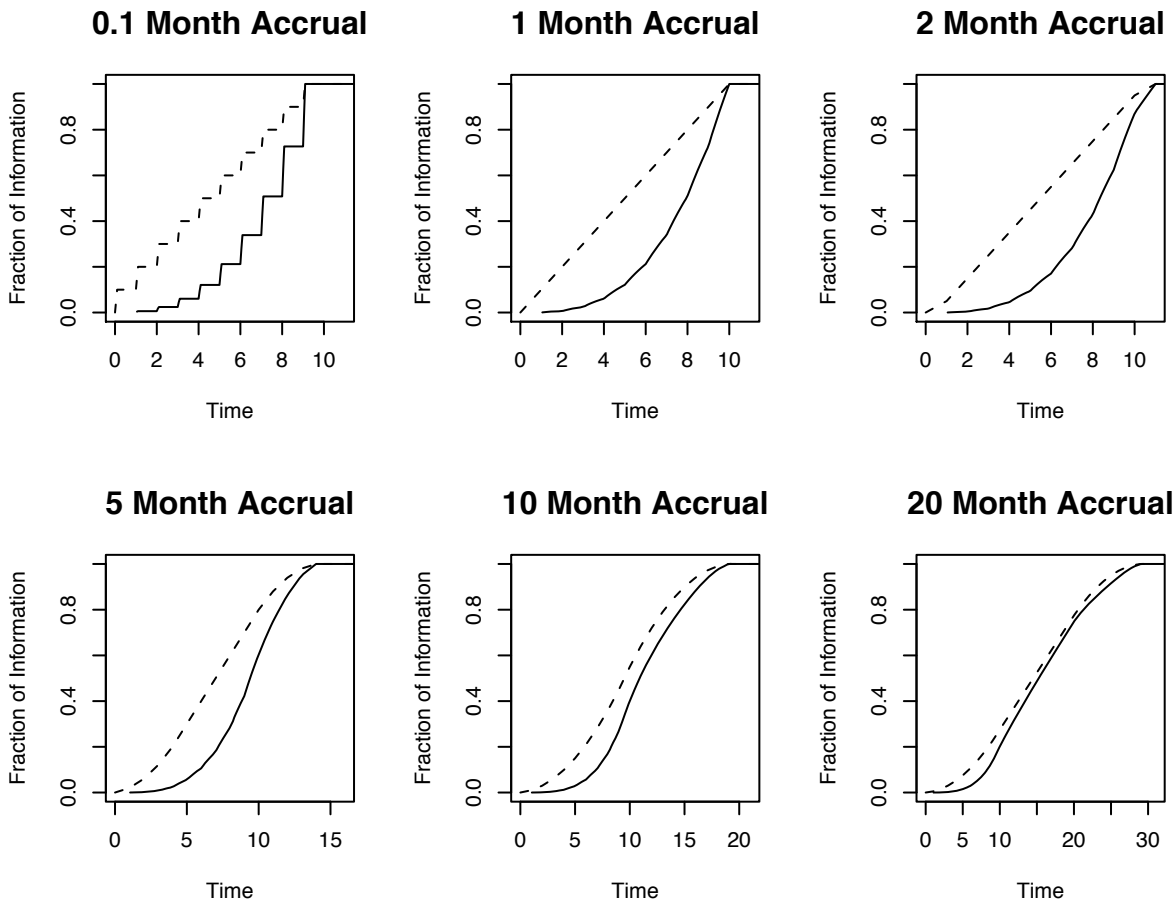 0.1 Month Accrual
Fraction of Information
0.0 0.4 0.8
0 2 4 6 8 10
Time
1 Month Accrual
Fraction of Information
0.0 0.4 0.8
0 2 4 6 8 10
Time
2 Month Accrual
Fraction of Information
0.0 0.4 0.8
0 2 4 6 8 10
Time
5 Month Accrual
Fraction of Information
0.0 0.4 0.8
0 5 10 15
Time
10 Month Accrual
Fraction of Information
0.0 0.4 0.8
0 5 10 15 20
Time
20 Month Accrual
Fraction of Information
0.0 0.4 0.8
0 5 10 20 30
Time